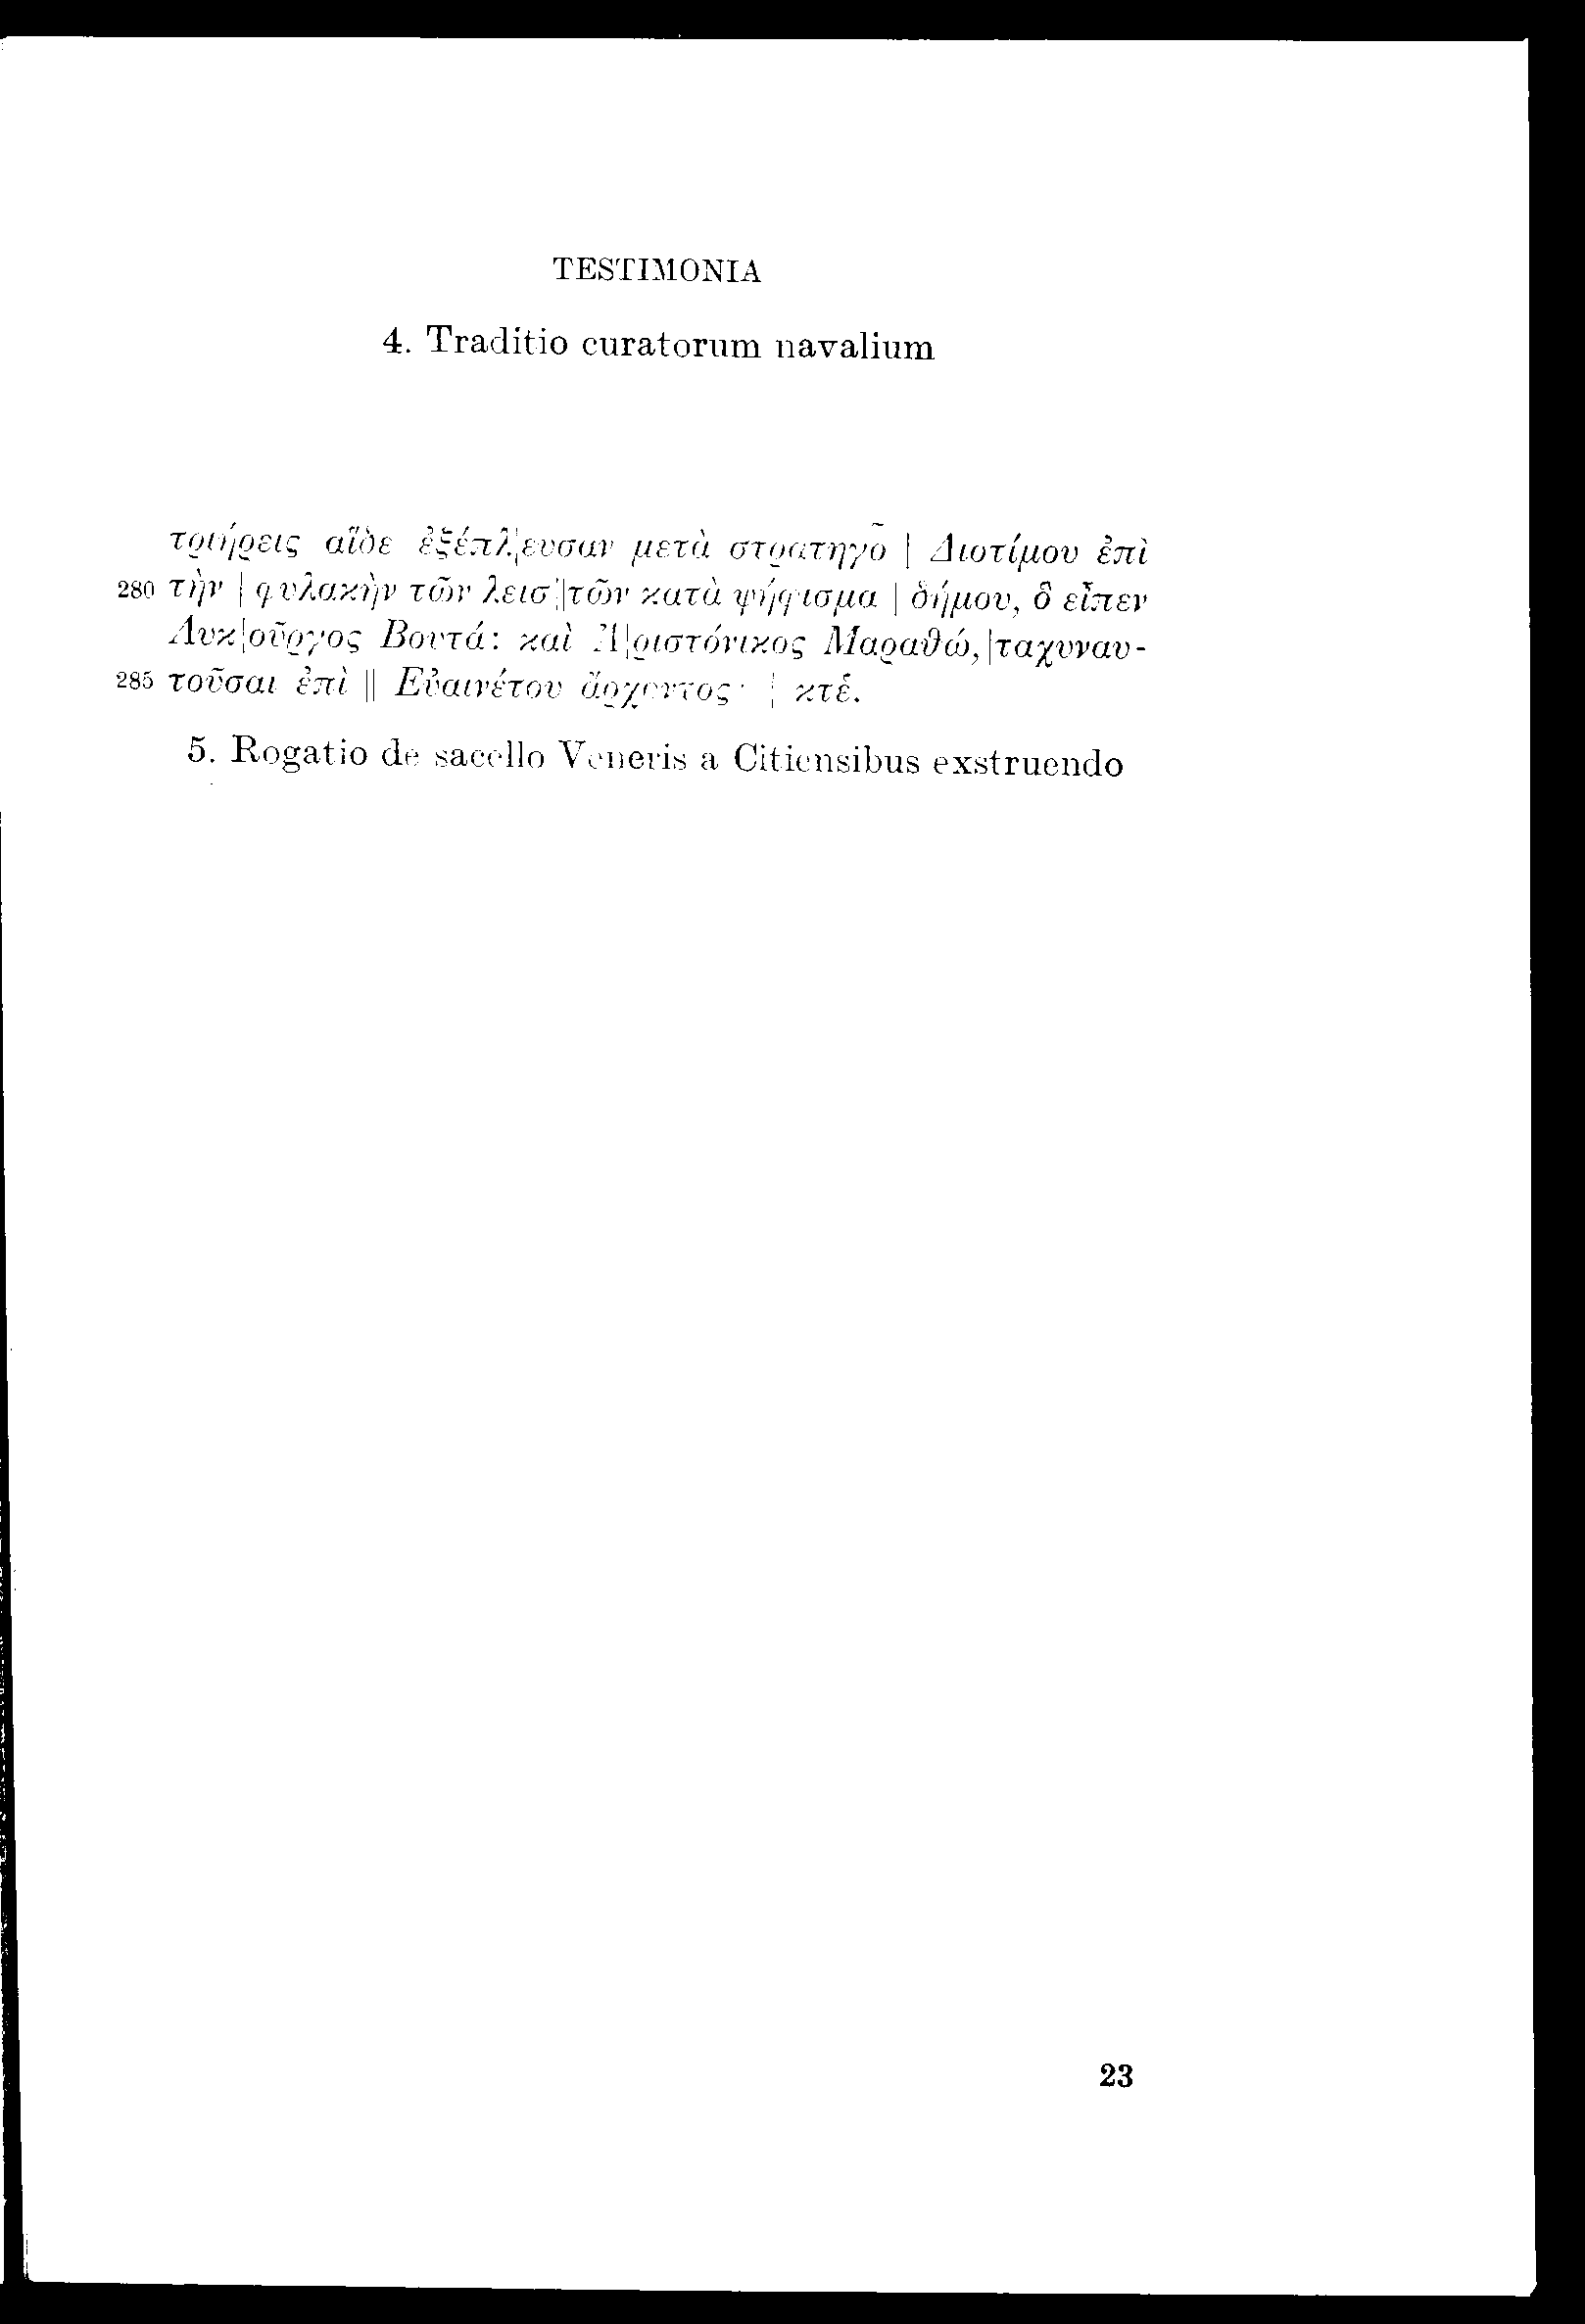 TESTIMONIA
4. Traditio curatorum navalium
τριήρεις αἵδε ἐξέπλ|ευσαν μετὰ στρατηγο͂ | Διοτίμου ἐπὶ
280 τὴν | φυλακὴν τῶν λεισ||τῶν κατὰ ψήφισμα | δήμου, ὃ εἶπεν
Λυκ|οῦργος Βουτά: καὶ Ἀ|ριστόνικος Μαραθώ,|ταχυναυ-
285 τοῦσαι ἐπὶ || Εὐαινέτου ἄρχοντος· | κτέ.
5. Rogatio de sacello Veneris a Citiensibus exstruendo
23